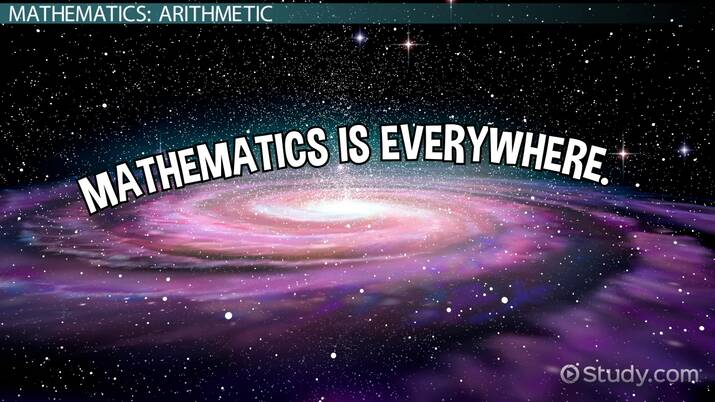 MATHEMATICS: ARITHMETIC
MATHEMATICS IS EVERYWHERE.
Study.com